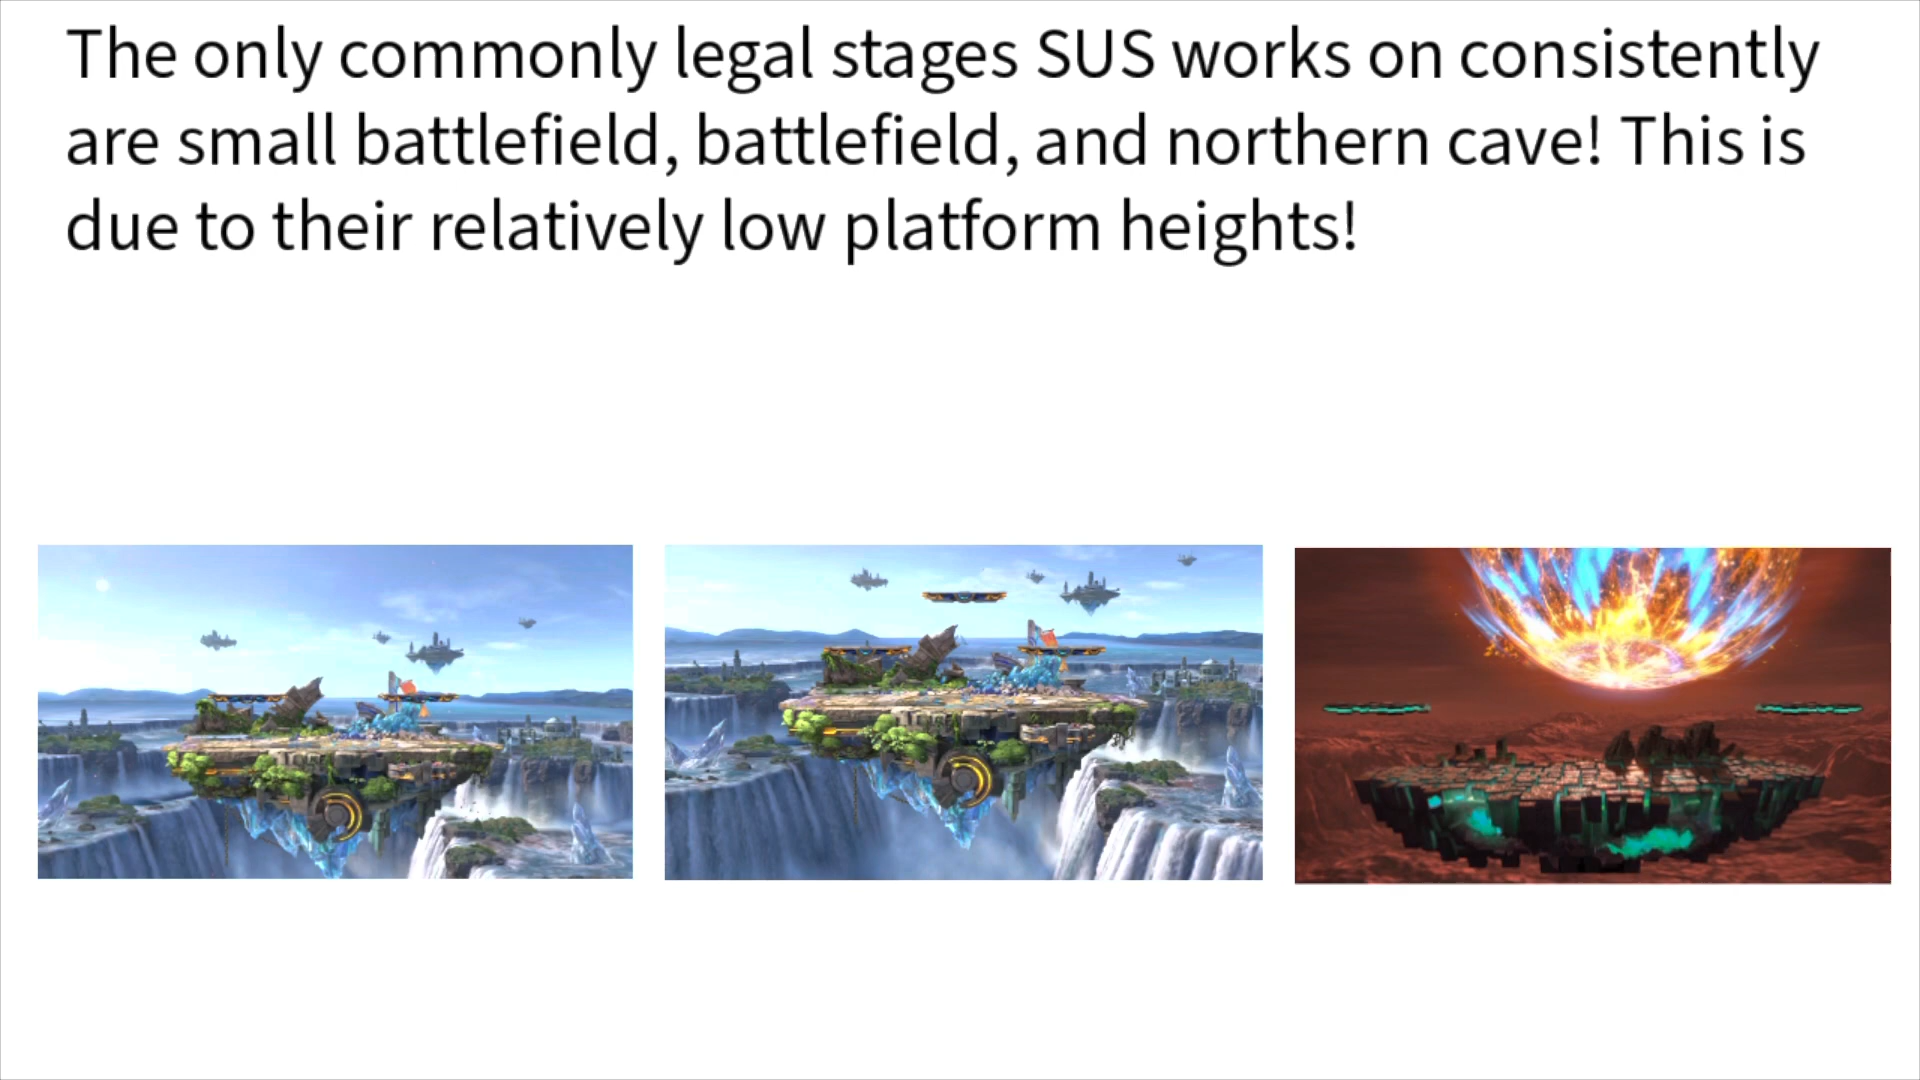 The only commonly legal stages SUS works on consistently
are small battlefield, battlefield, and northern cave! This is
due to their relatively low platform heights!